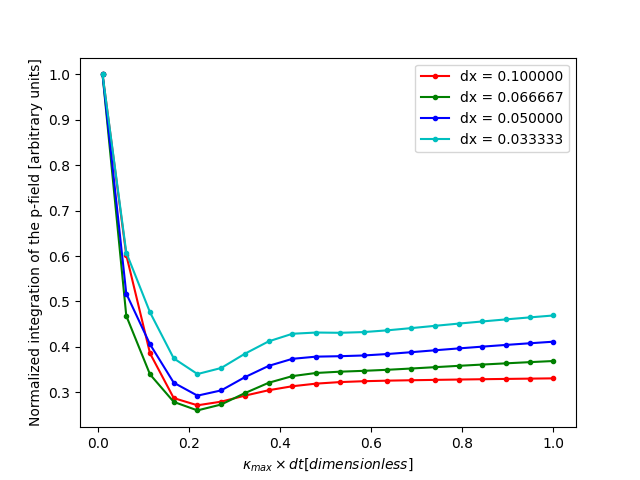 dx = 0.100000
dx = 0.066667
dx = 0.050000
dx = 0.033333
Normalized integration of the p-field [arbitrary units]
1.0
0.9
0.8
0.7
0.6
0.5
0.4
0.3
0.0 0.2 0.4 0.6 0.8 1.0
κmax × dt[dimensionless]